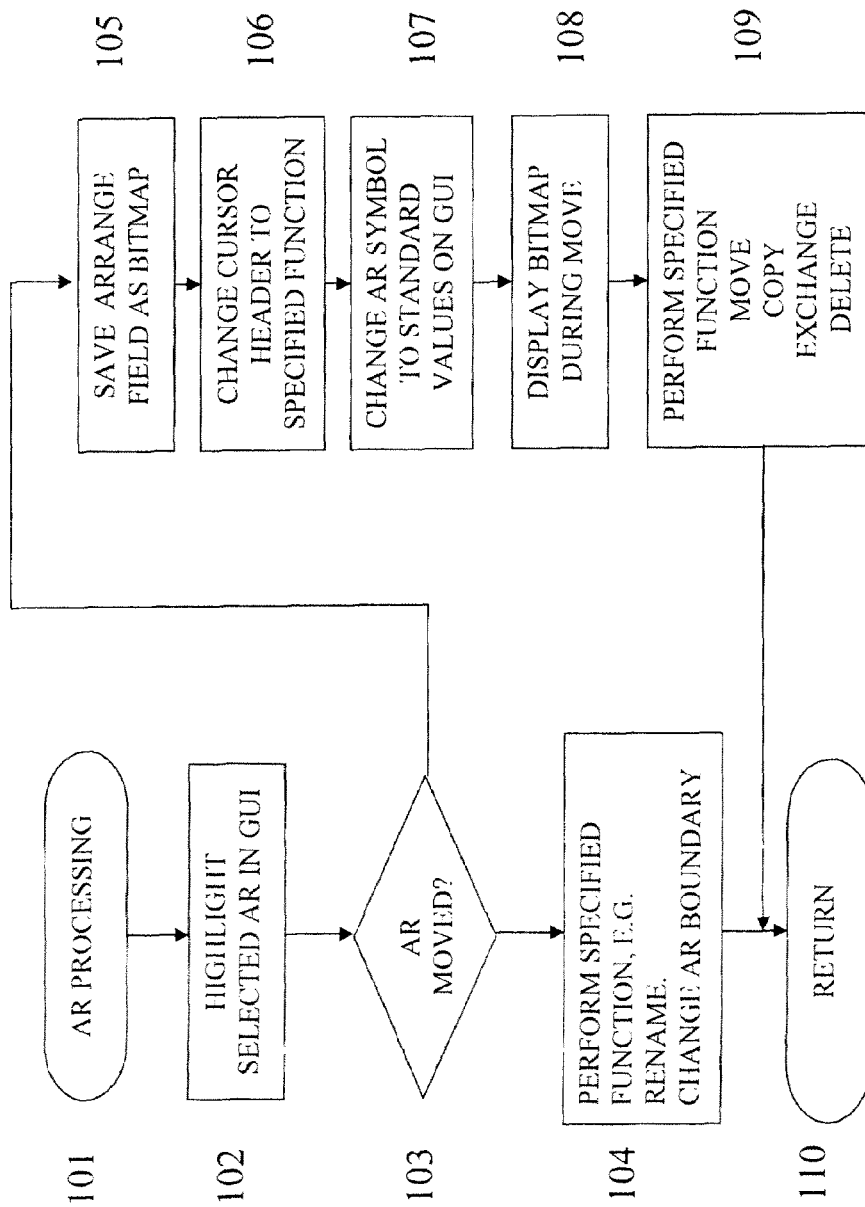 101
AR PROCESSING
102
HIGHLIGHT
SELECTED AR IN GUI
103
AR
MOVED?
104
PERFORM SPECIFIED
FUNCTION, E.G.
RENAME.
CHANGE AR BOUNDARY
110
RETURN
SAVE ARRANGE
FIELD AS BITMAP
105
CHANGE CURSOR
HEADER TO
SPECIFIED FUNCTION
106
CHANGE AR SYMBOL
TO STANDARD
VALUES ON GUI
107
DISPLAY BITMAP
DURING MOVE
108
PERFORM SPECIFIED
FUNCTION
MOVE
COPY
EXCHANGE
DELETE
109